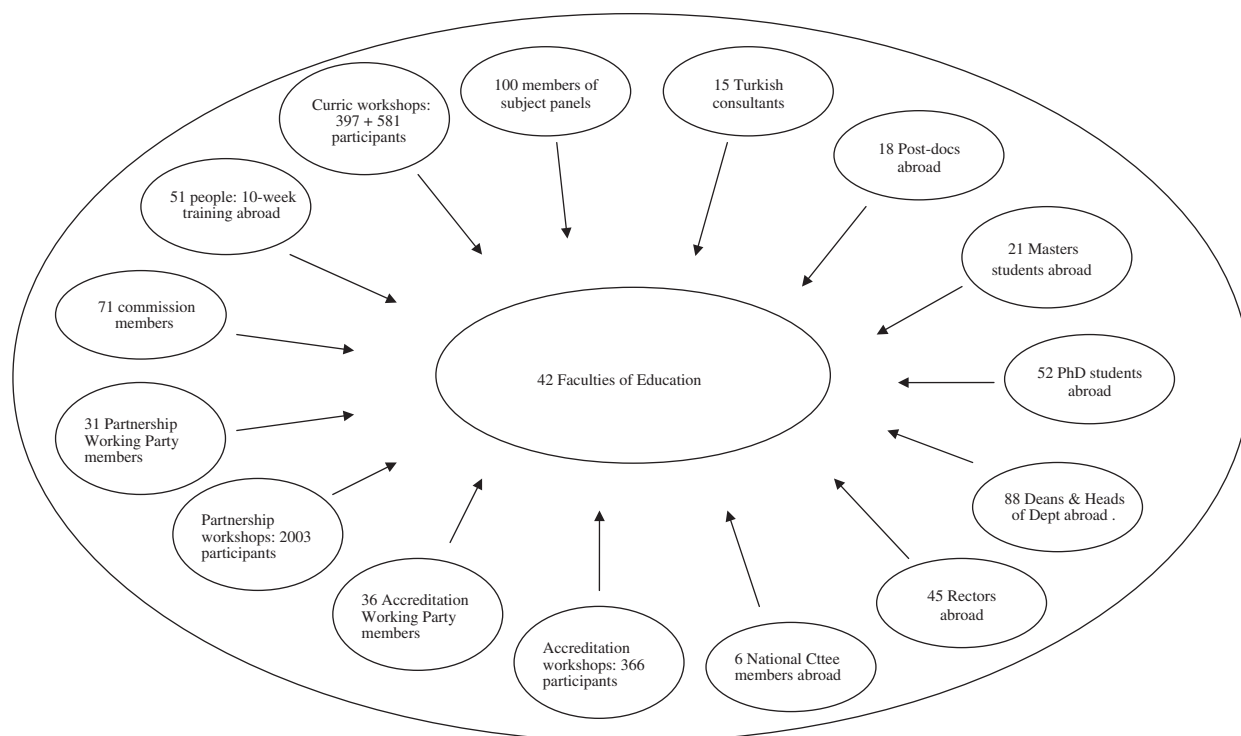 100 members of
subject panels
15 Turkish
consultants
Curric workshops:
397 + 581
participants
18 Post-docs
abroad
51 people: 10-week
training abroad
21 Masters
students abroad
71 commission
members
42 Faculties of Education
52 PhD students
abroad
31 Partnership
Working Party
members
88 Deans & Heads
of Dept abroad .
Partnership
workshops: 2003
participants
45 Rectors
abroad
36 Accreditation
Working Party
members
Accreditation
workshops: 366
participants
6 National Cttee
members abroad